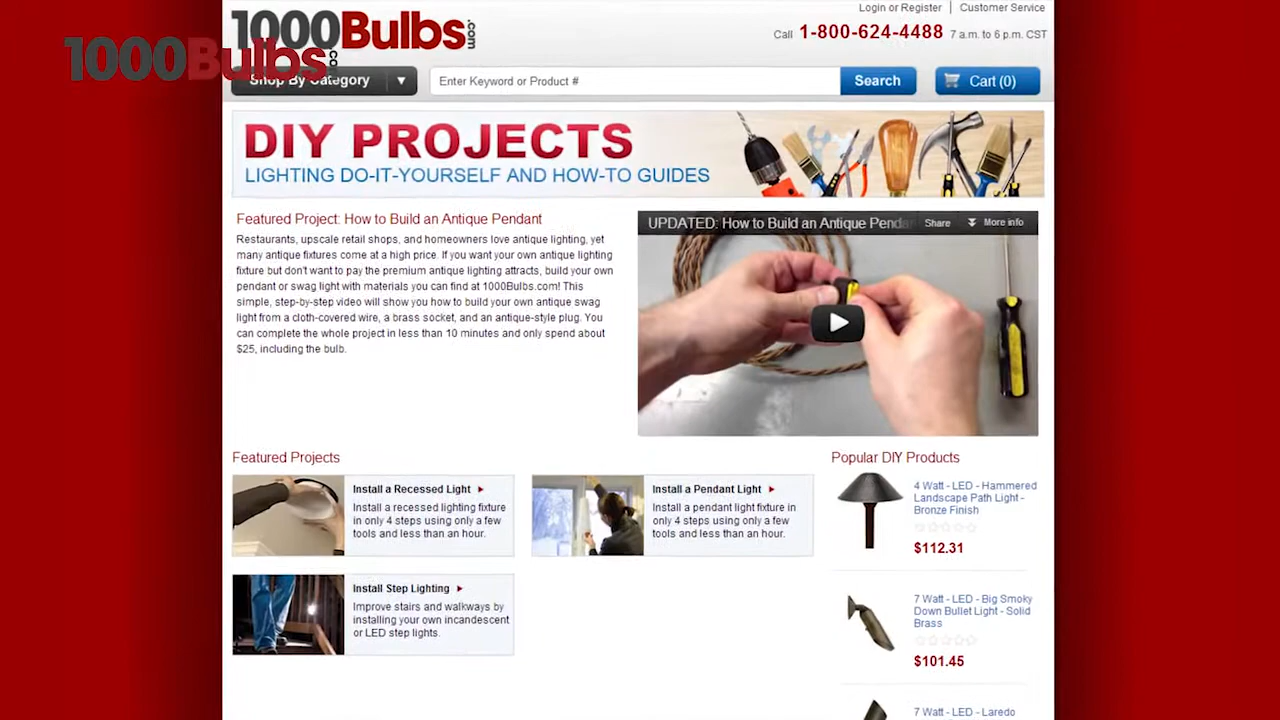 Login or Register | Customer Service
1000Bulbs.com
Call 1-800-624-4488 7 a.m. to 6 p.m. CST
1000Bulbs.co
Shop By Category ▼
Enter Keyword or Product #
Search
Cart (0)
DIY PROJECTS
LIGHTING DO-IT-YOURSELF AND HOW-TO GUIDES
Featured Project: How to Build an Antique Pendant
Restaurants, upscale retail shops, and homeowners love antique lighting, yet
many antique fixtures come at a high price. If you want your own antique lighting
fixture but don't want to pay the premium antique lighting attracts, build your own
pendant or swag light with materials you can find at 1000Bulbs.com! This
simple, step-by-step video will show you how to build your own antique swag
light from a cloth-covered wire, a brass socket, and an antique-style plug. You
can complete the whole project in less than 10 minutes and only spend about
$25, including the bulb.
UPDATED: How to Build an Antique Penda
Share
More info
Featured Projects
Install a Recessed Light
Install a recessed lighting fixture
in only 4 steps using only a few
tools and less than an hour.
Install a Pendant Light
Install a pendant light fixture in
only 4 steps using only a few
tools and less than an hour.
Install Step Lighting
Improve stairs and walkways by
installing your own incandescent
or LED step lights.
Popular DIY Products
4 Watt - LED - Hammered
Landscape Path Light -
Bronze Finish
$112.31
7 Watt - LED - Big Smoky
Down Bullet Light - Solid
Brass
$101.45
7 Watt - LED - Laredo